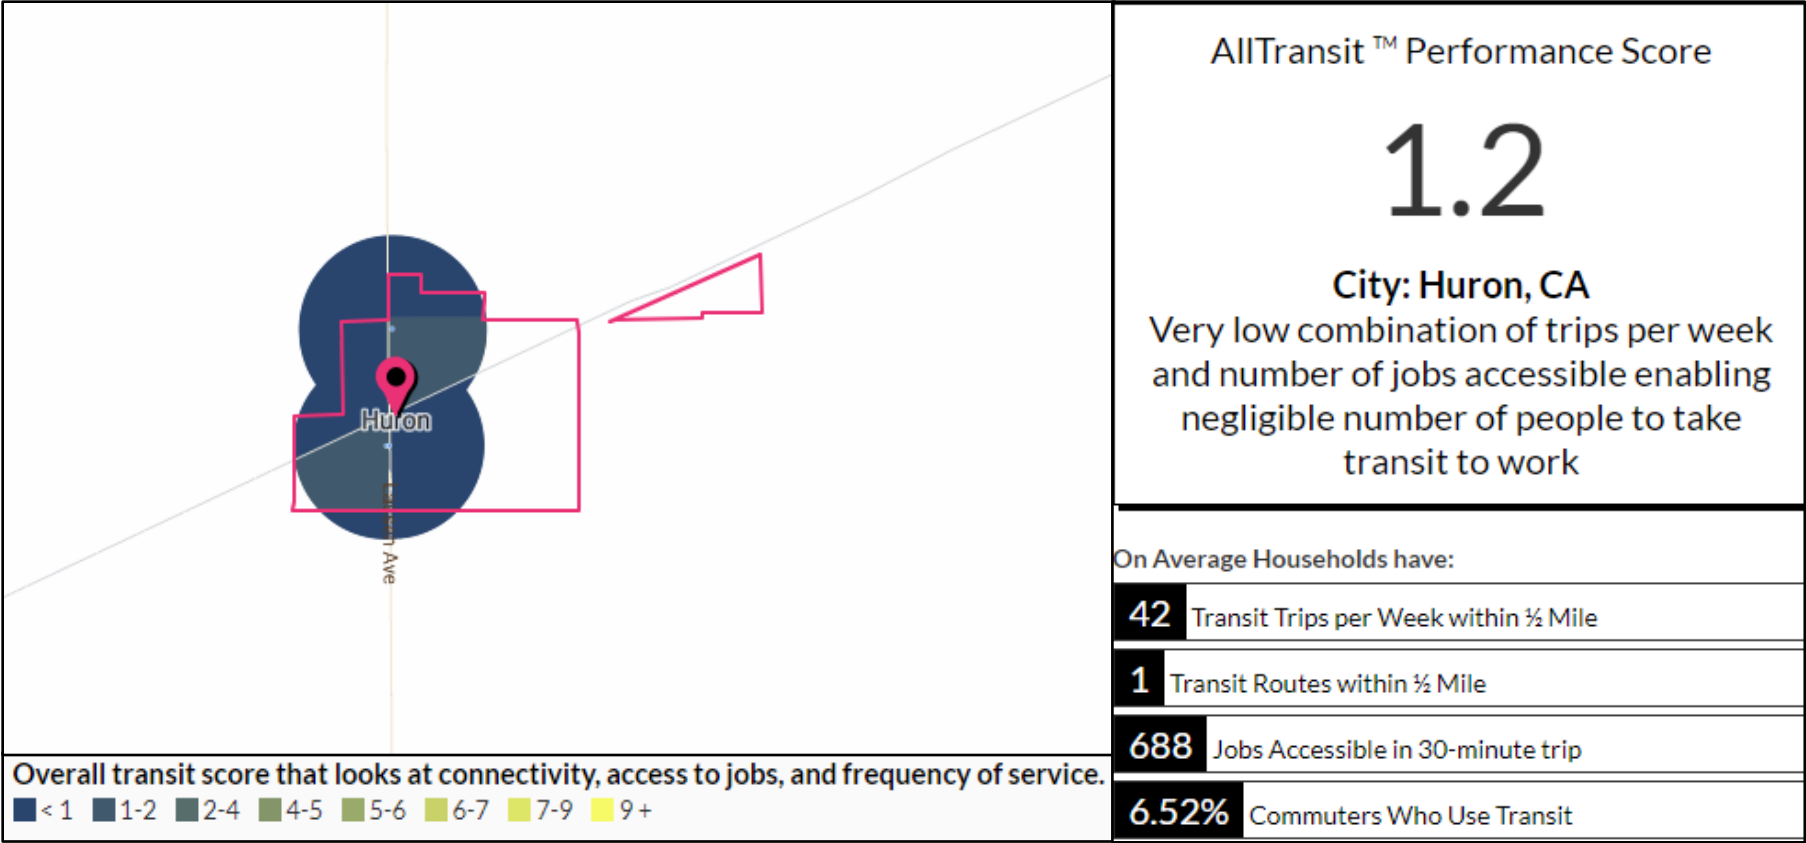 Huron
Ave
Overall transit score that looks at connectivity, access to jobs, and frequency of service.
< 1 1-2 2-4 4-5 5-6 6-7 7-9 9 +
AllTransit ™ Performance Score
1.2
City: Huron, CA
Very low combination of trips per week
and number of jobs accessible enabling
negligible number of people to take
transit to work
On Average Households have:
42 Transit Trips per Week within ½ Mile
1 Transit Routes within ½ Mile
688 Jobs Accessible in 30-minute trip
6.52% Commuters Who Use Transit